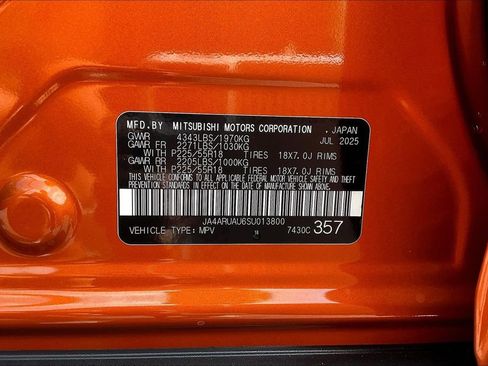 MFD.BY MITSUBISHI MOTORS CORPORATION JAPAN
GVWR 4343LBS/1970KG JUL 2025
GAWR FR 2271LBS/1030KG
WITH P225/55R18 TIRES 18X7.0J RIMS
GAWR RR 2205LBS/1000KG
WITH P225/55R18 TIRES 18X7.0J RIMS
THIS VEHICLE CONFORMS TO ALL APPLICABLE
FEDERAL MOTOR VEHICLE SAFETY, BUMPER, AND THEFT
PREVENTION STANDARDS IN EFFECT ON THE DATE OF
MANUFACTURE SHOWN ABOVE.
JA4ARUAU6SU013800
VEHICLE TYPE: MPV 7430C 357